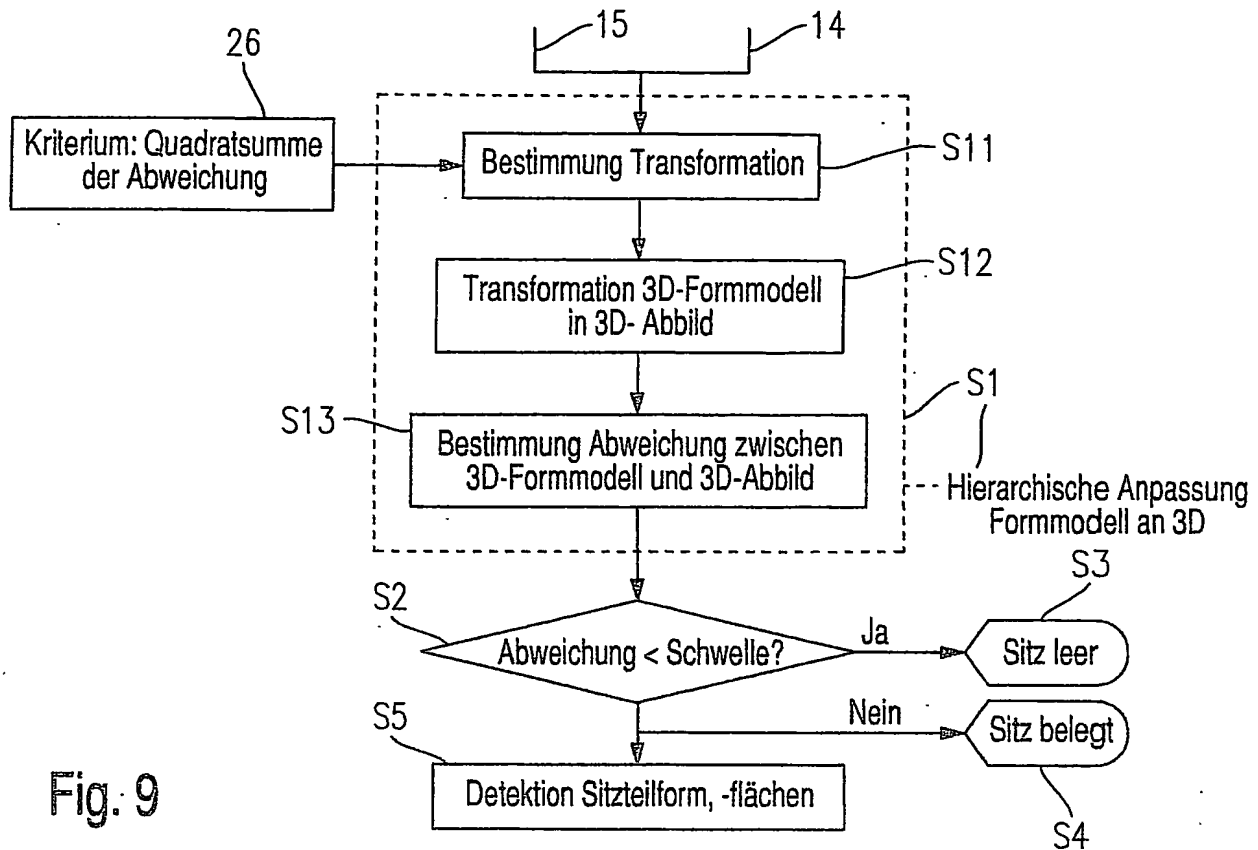 15
14
26
Kriterium: Quadratsumme
der Abweichung
Bestimmung Transformation
S11
S12
Transformation 3D-Formmodell
in 3D- Abbild
S1
S13
Bestimmung Abweichung zwischen
3D-Formmodell und 3D-Abbild
Hierarchische Anpassung
Formmodell an 3D
S3
S2
Abweichung < Schwelle?
Ja
Sitz leer
S5
Nein
Sitz belegt
Detektion Sitzteilform, -flächen
S4
Fig. 9